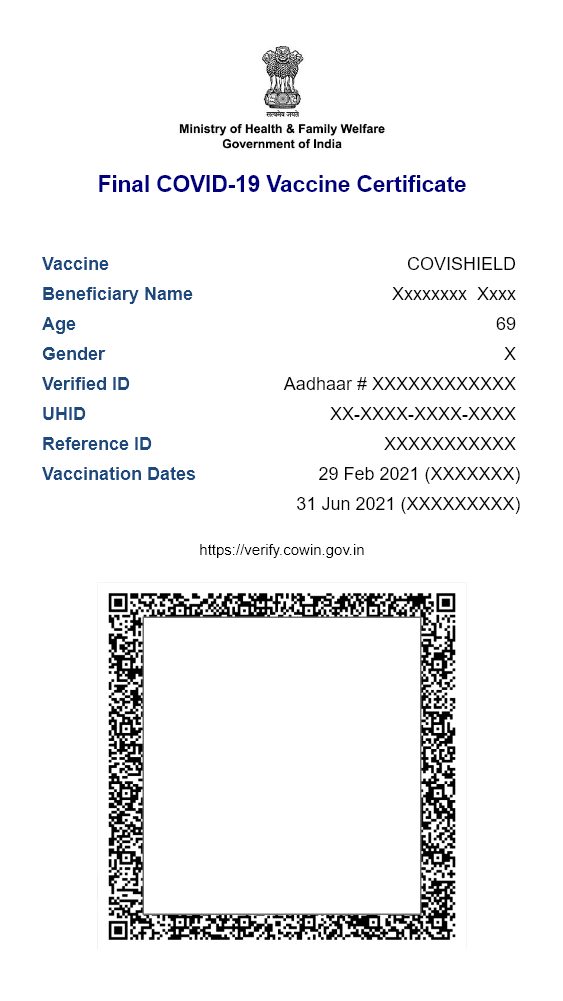 सत्यमेव जयते
Ministry of Health & Family Welfare
Government of India
Final COVID-19 Vaccine Certificate
Vaccine COVISHIELD
Beneficiary Name Xxxxxxxx Xxxx
Age 69
Gender X
Verified ID Aadhaar # XXXXXXXXXXXX
UHID XX-XXXX-XXXX-XXXX
Reference ID XXXXXXXXXXX
Vaccination Dates 29 Feb 2021 (XXXXXXX)
31 Jun 2021 (XXXXXXXXX)
https://verify.cowin.gov.in